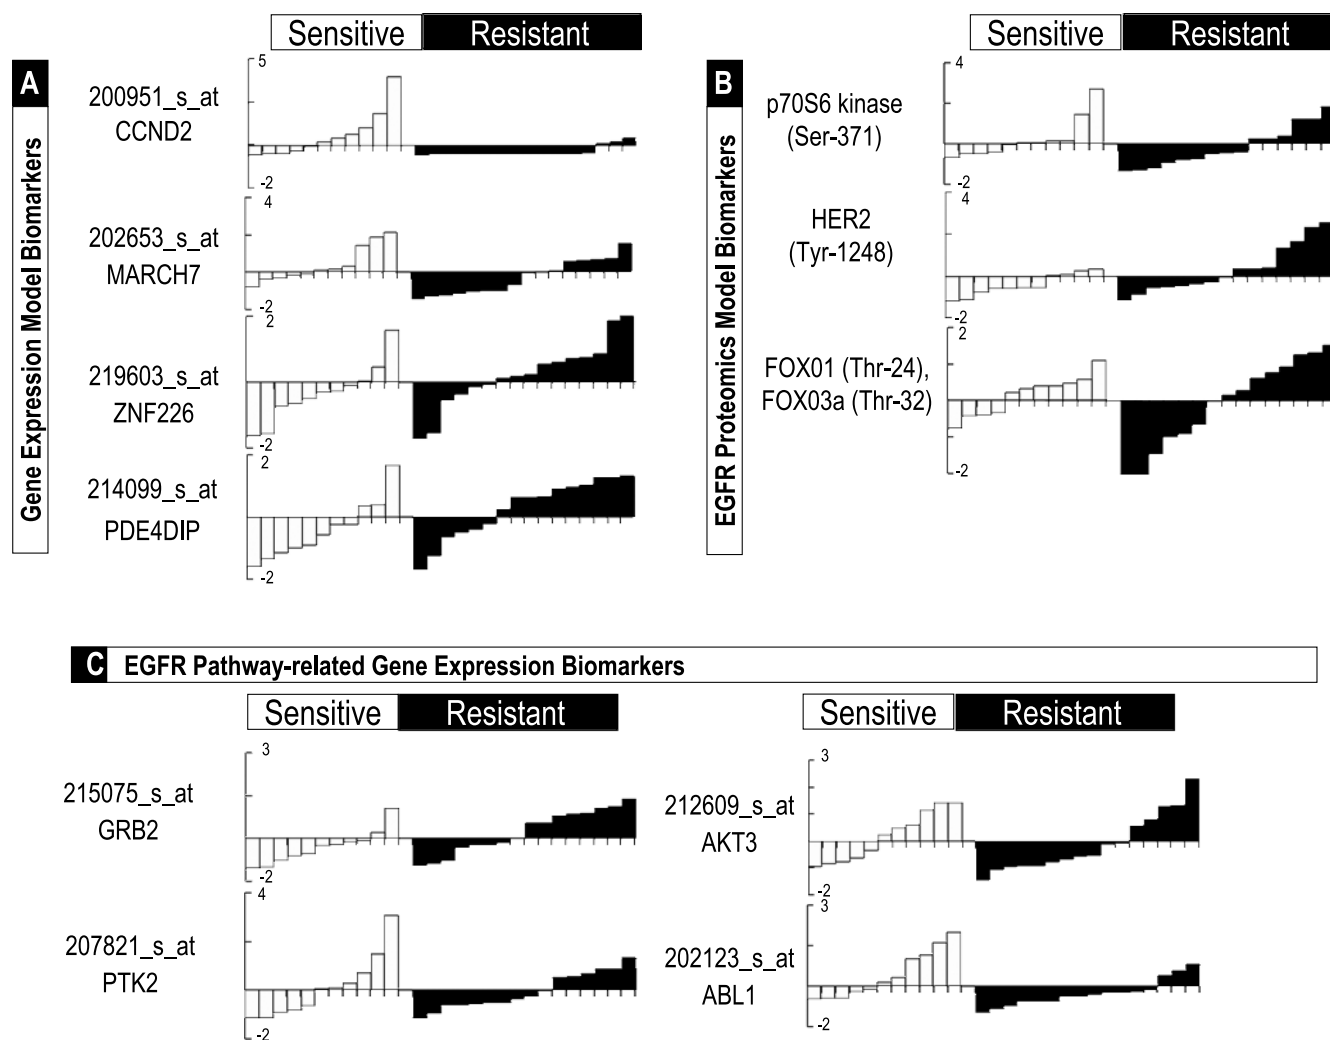 Sensitive Resistant
A
Gene Expression Model Biomarkers
200951_s_at
CCND2
5
-2
202653_s_at
MARCH7
4
-2
219603_s_at
ZNF226
2
-2
214099_s_at
PDE4DIP
2
-2
Sensitive Resistant
B
EGFR Proteomics Model Biomarkers
p70S6 kinase
(Ser-371)
4
-2
HER2
(Tyr-1248)
4
-2
FOX01 (Thr-24),
FOX03a (Thr-32)
2
-2
C EGFR Pathway-related Gene Expression Biomarkers
Sensitive Resistant
215075_s_at
GRB2
3
-2
207821_s_at
PTK2
4
-2
Sensitive Resistant
212609_s_at
AKT3
3
-2
202123_s_at
ABL1
3
-2